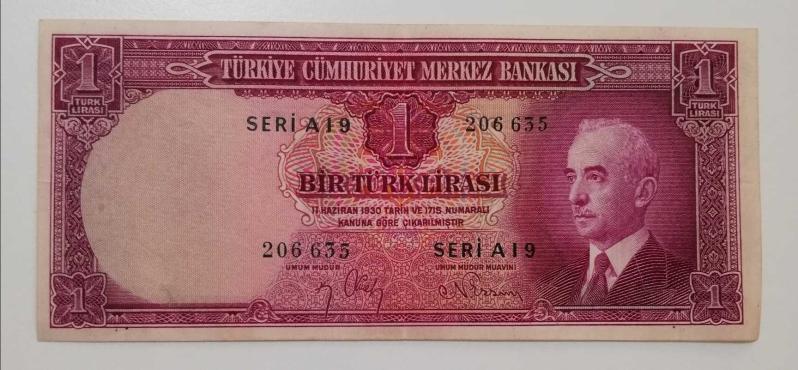 TÜRKİYE CÜMHURİYET MERKEZ BANKASI
1
TÜRK
LİRASI
1
TÜRK
LİRASI
SERİ A19
1
206 635
BİR TÜRK LİRASI
11 HAZİRAN 1930 TARİH VE 1715 NUMARALI
KANUNA GÖRE ÇIKARILMIŞTIR
206 635
SERİ A19
UMUM MÜDÜR
UMUM MÜDÜR MUAVİNİ
1
1